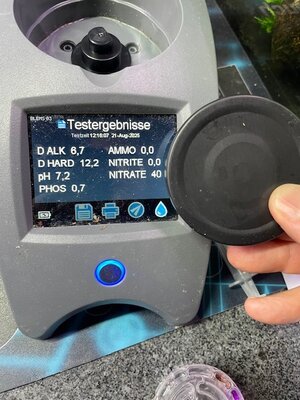 Testergebnisse
Testzeit 12:16:07 21-Aug-2025
D ALK 6,7 AMMO 0,0
D HARD 12,2 NITRITE 0,0
pH 7,2 NITRATE 40
PHOS 0,7